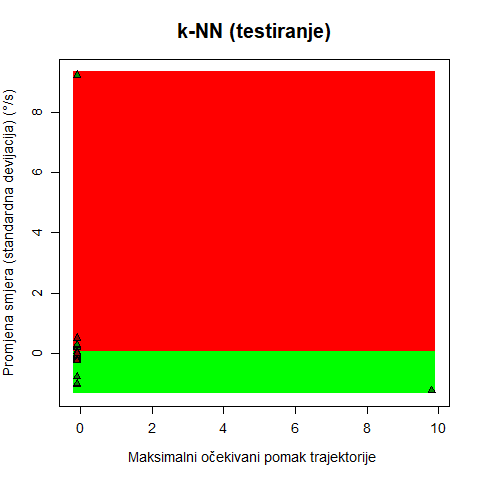 k-NN (testiranje)
Promjena smjera (standardna devijacija) (°/s)
8
6
4
2
0
0 2 4 6 8 10
Maksimalni očekivani pomak trajektorije